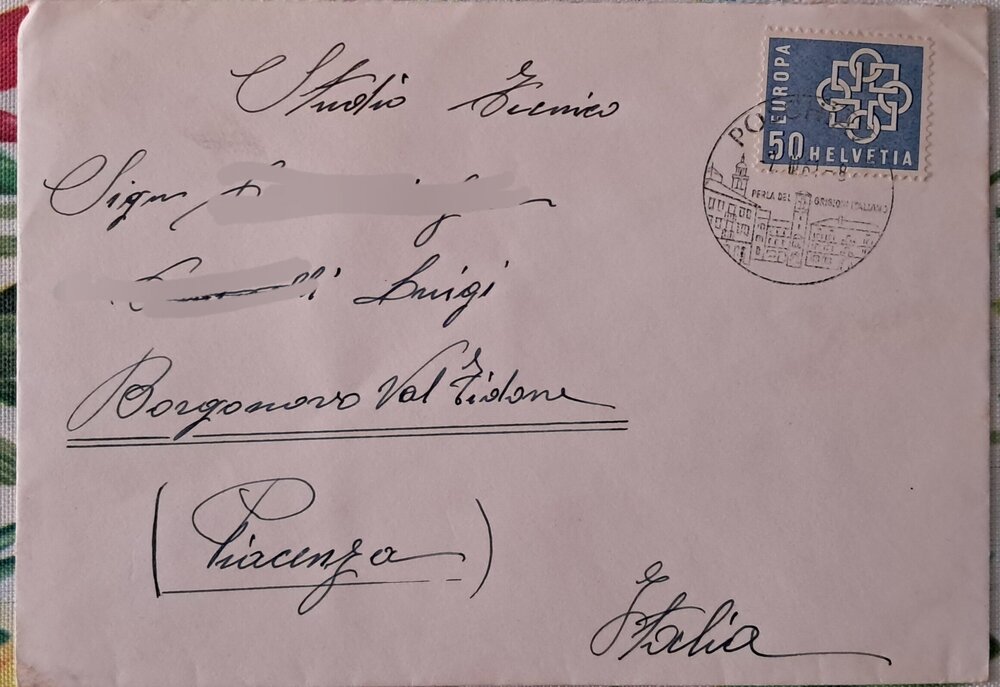 Studio Tecnico
EUROPA
50 HELVETIA
PERLA DEL GRIGIONI ITALIANO
Sign
Luigi
Borgonovo Val Tidone
(Piacenza)
Italia